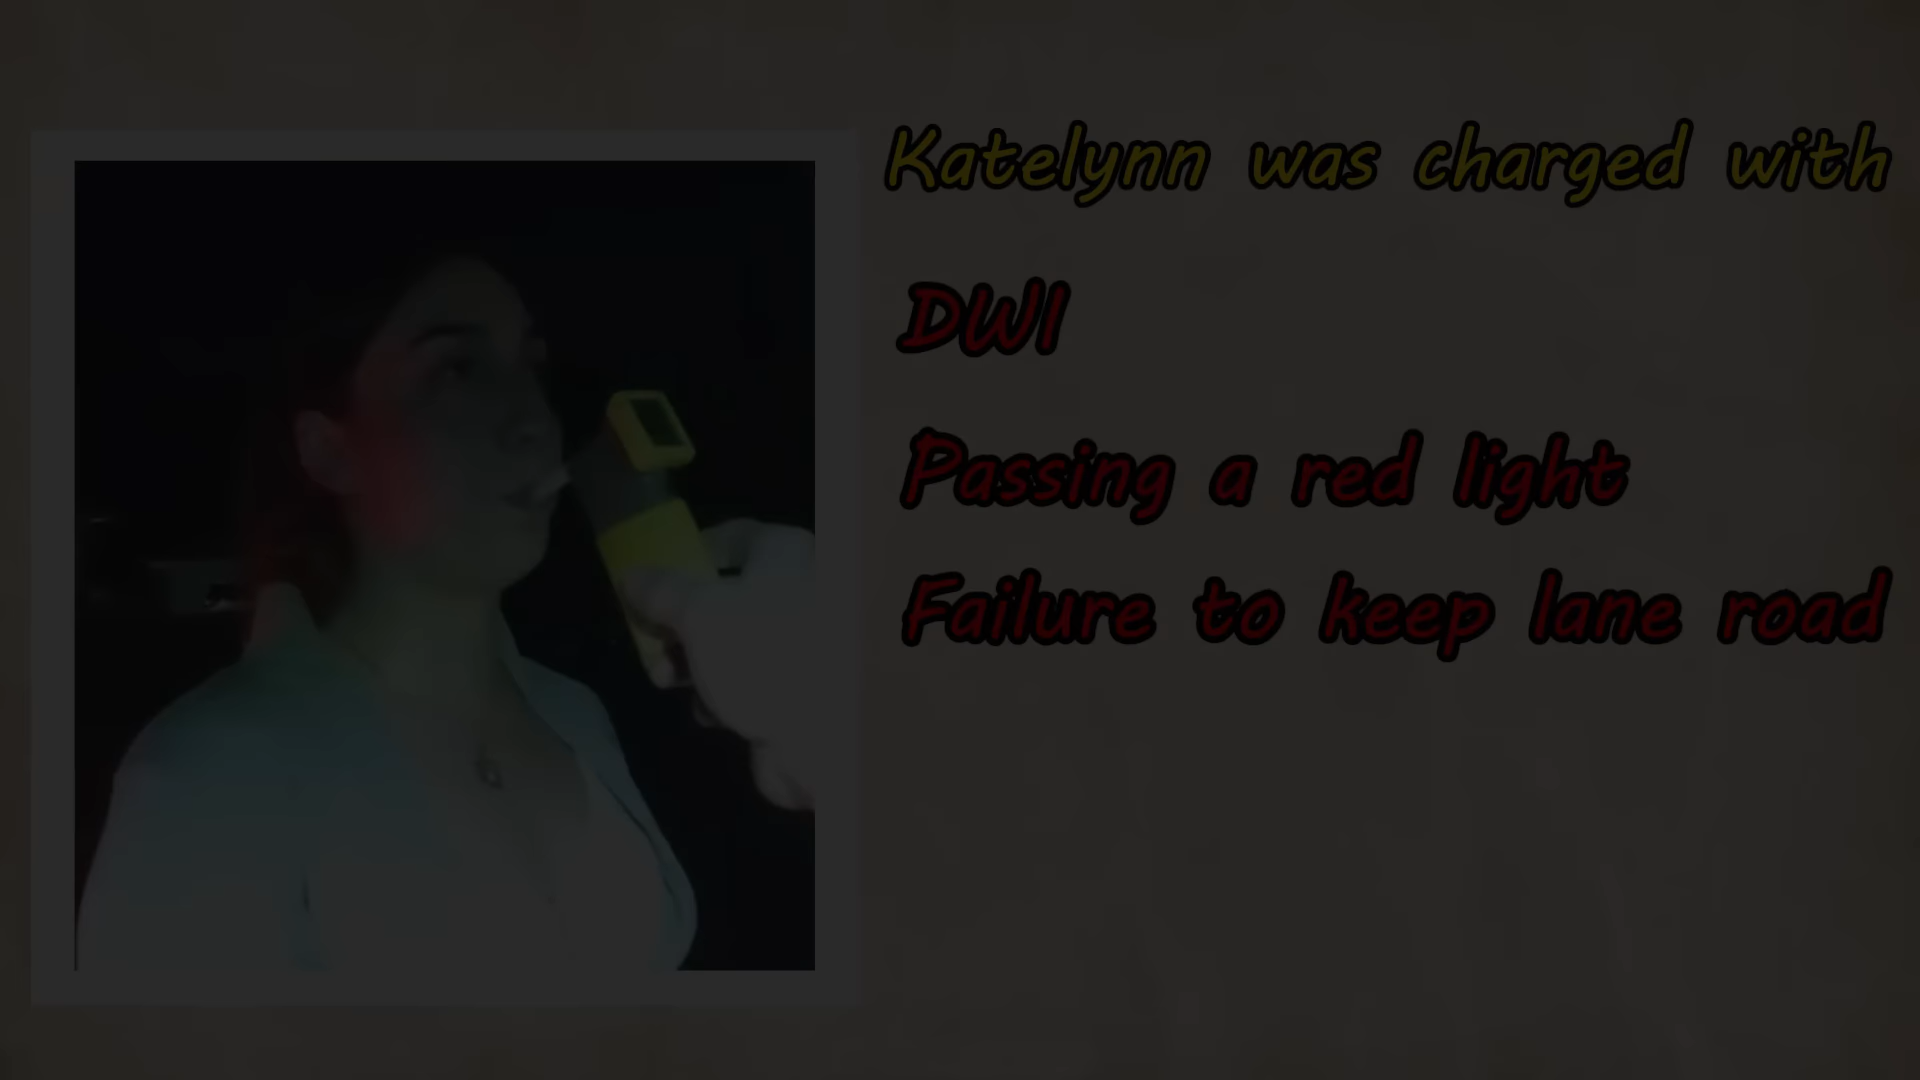 Katelynn was charged with
DWI
Passing a red light
Failure to keep lane road